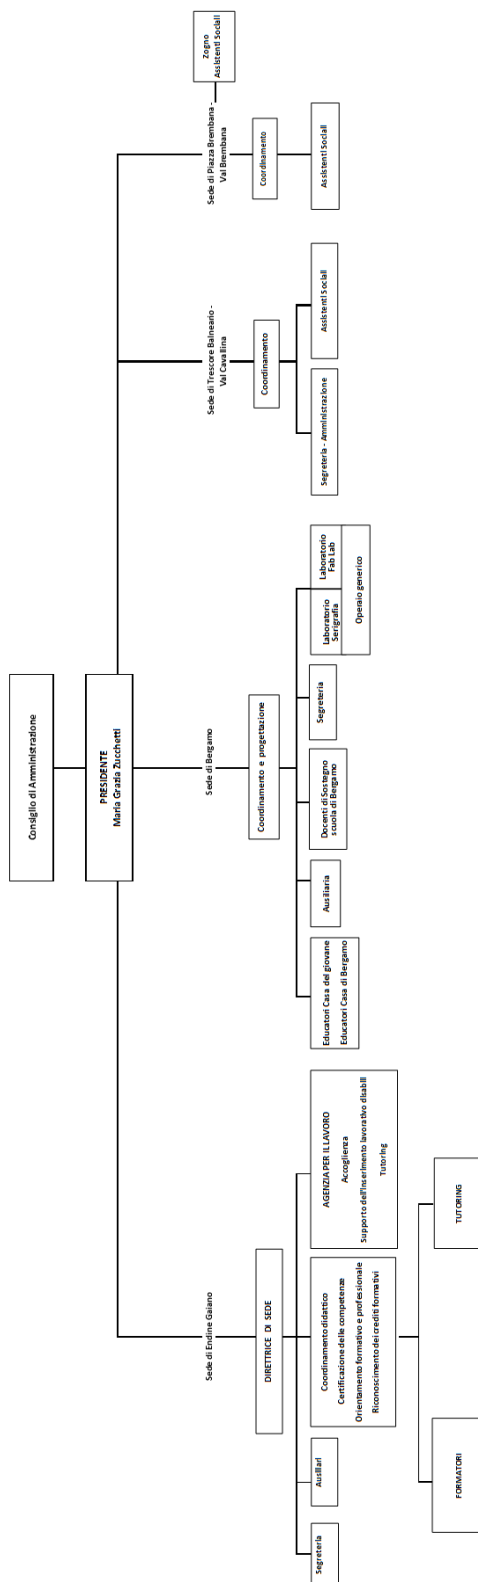 Consiglio di Amministrazione
PRESIDENTE
Maria Grazia Zucchetti
Sede di Endine Gaiano
DIRETTRICE DI SEDE
Segreteria
Ausiliari
Coordinamento didattico
Certificazione delle competenze
Orientamento formativo e professionale
Riconoscimento dei crediti formativi
AGENZIA PER IL LAVORO
Accoglienza
Supporto dell'inserimento lavorativo disabili
Tutoring
FORMATORI
TUTORING
Sede di Bergamo
Coordinamento e progettazione
Educatori Casa del giovane
Educatori Casa di Bergamo
Ausiliaria
Docenti di Sostegno
scuola di Bergamo
Segreteria
Laboratorio
Serigrafia
Laboratorio
Fab Lab
Operaio generico
Sede di Trescore Balneario -
Val Cavallina
Coordinamento
Segreteria - Amministrazione
Assistenti Sociali
Sede di Piazza Brembana -
Val Brembana
Coordinamento
Assistenti Sociali
Zogno
Assistenti Sociali